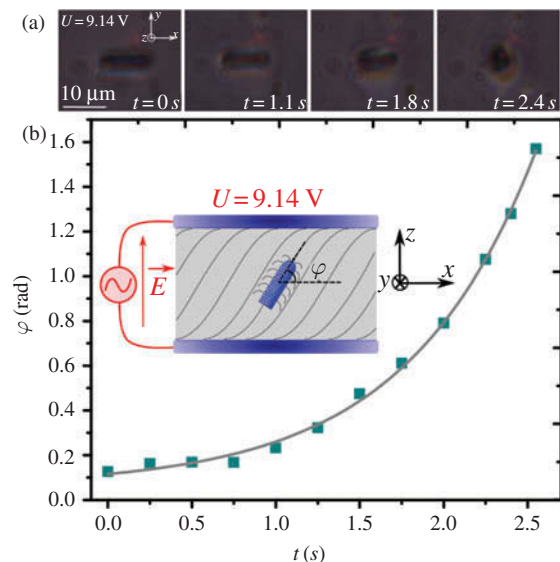 (a)
U = 9.14 V
y
z
x
10 μm
t = 0 s
t = 1.1 s
t = 1.8 s
t = 2.4 s
(b)
1.6
1.4
1.2
1.0
0.8
0.6
0.4
0.2
0.0
φ (rad)
U = 9.14 V
E
φ
z
y
x
0.0
0.5
1.0
1.5
2.0
2.5
t (s)